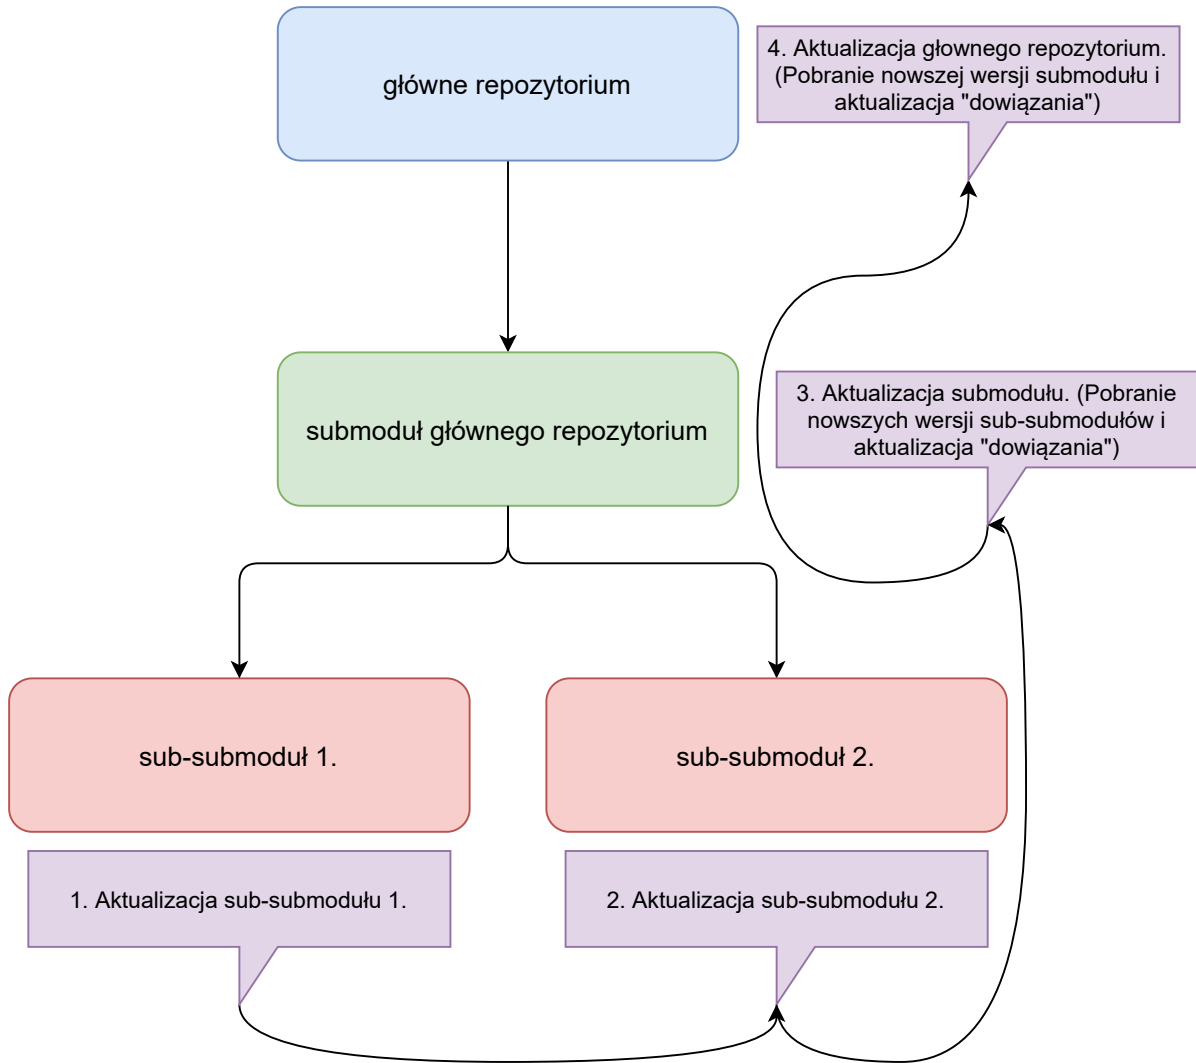 główne repozytorium
4. Aktualizacja głownego repozytorium.
(Pobranie nowszej wersji submodułu i
aktualizacja "dowiązania")
submoduł głównego repozytorium
3. Aktualizacja submodułu. (Pobranie
nowszych wersji sub-submodułów i
aktualizacja "dowiązania")
sub-submoduł 1.
sub-submoduł 2.
1. Aktualizacja sub-submodułu 1.
2. Aktualizacja sub-submodułu 2.